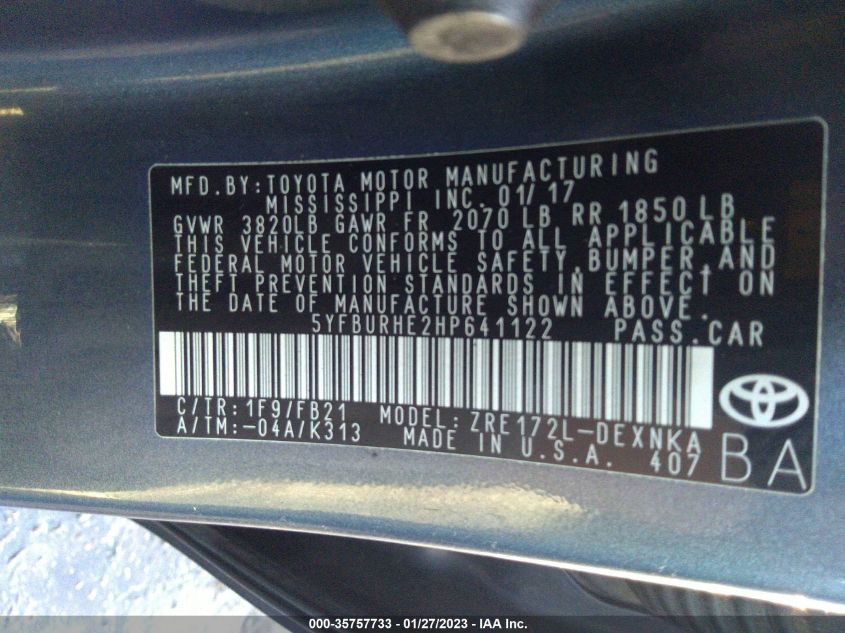 MFD.BY:TOYOTA MOTOR MANUFACTURING
MISSISSIPPI INC. 01/17
GVWR 3820LB GAWR FR 2070 LB RR 1850 LB
THIS VEHICLE CONFORMS TO ALL APPLICABLE
FEDERAL MOTOR VEHICLE SAFETY,BUMPER,AND
THEFT PREVENTION STANDARDS IN EFFECT ON
THE DATE OF MANUFACTURE SHOWN ABOVE.
5YFBURHE2HP641122 PASS.CAR
C/TR:1F9/FB21 MODEL:ZRE172L-DEXNKA
A/TM:-04A/K313 MADE IN U.S.A. 407
BA
000-35757733 - 01/27/2023 - IAA Inc.